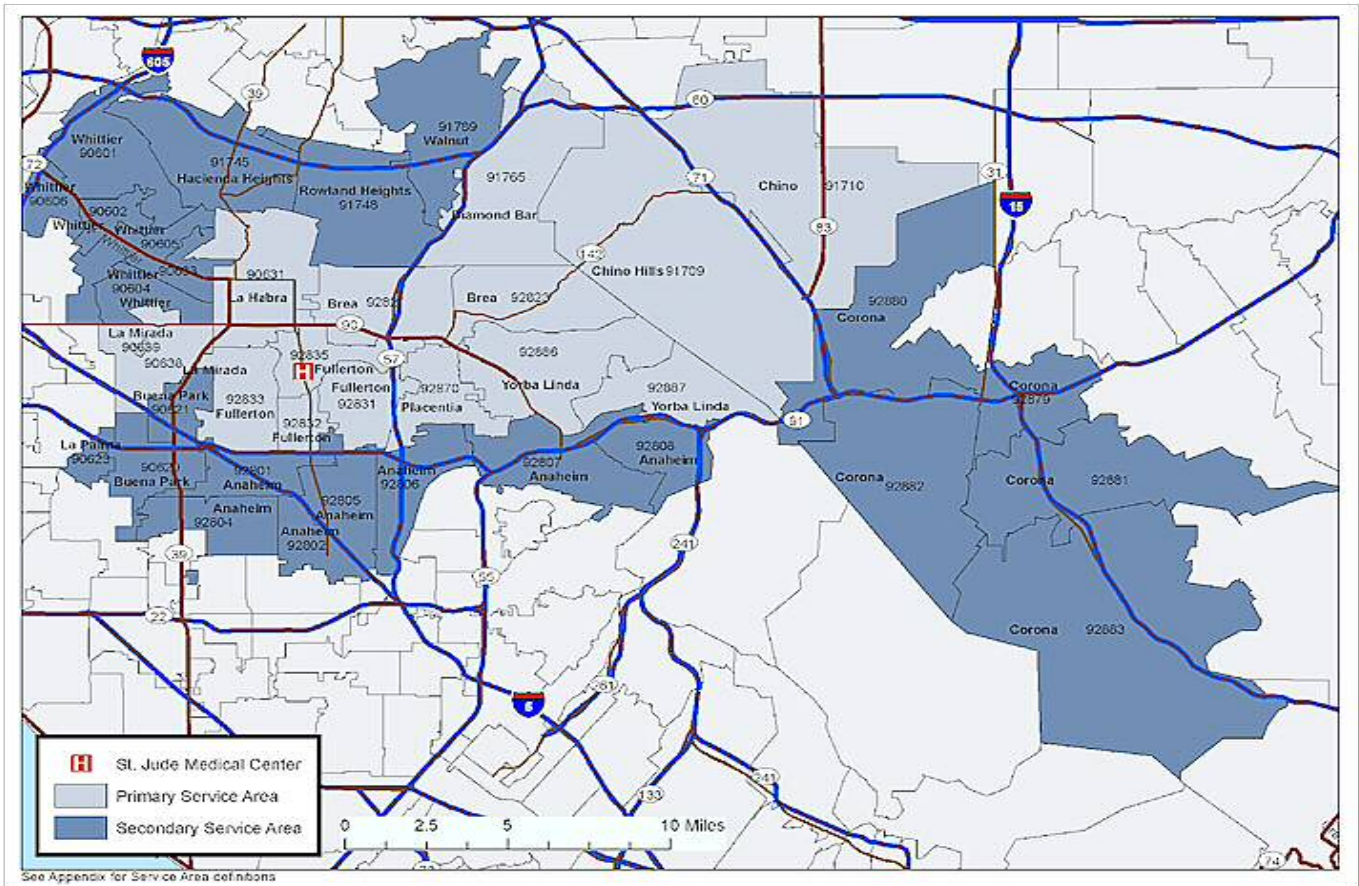 605
39
60
Whittier
90601
91789
Walnut
72
91745
Hacienda Heights
Rowland Heights
91748
91765
Diamond Bar
71
Chino
91710
31
15
Whittier
90606
90602
Whittier
Whittier
90605
Whittier
90603
83
142
Chino Hills 91709
Whittier
90604
Whittier
90631
La Habra
Brea
Brea
92823
92880
Corona
La Mirada
90639
90638
La Mirada
90
92835
Fullerton
57
92886
Yorba Linda
Corona
92879
Buena Park
90621
92833
Fullerton
Fullerton
92831
92870
Placentia
92887
Yorba Linda
91
92832
Fullerton
La Palma
90623
90620
Buena Park
92801
Anaheim
Anaheim
92806
92807
Anaheim
92808
Anaheim
Corona
92882
Corona
92881
Anaheim
92804
92805
Anaheim
Anaheim
92802
39
55
241
22
Corona
92883
261
5
241
133
74
H St. Jude Medical Center
Primary Service Area
Secondary Service Area
0 2.5 5 10 Miles
See Appendix for Service Area definitions